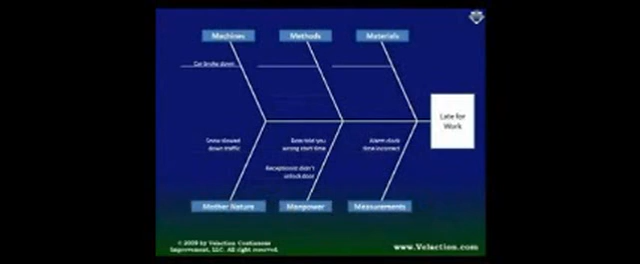 Machines
Methods
Materials
Car broke down
Late for
Work
Snow slowed
down traffic
Boss told you
wrong start time
Alarm clock
time incorrect
Receptionist didn't
unlock door
Mother Nature
Manpower
Measurements
© 2009 by Velaction Continuous
Improvement, LLC. All right reserved.
www.Velaction.com